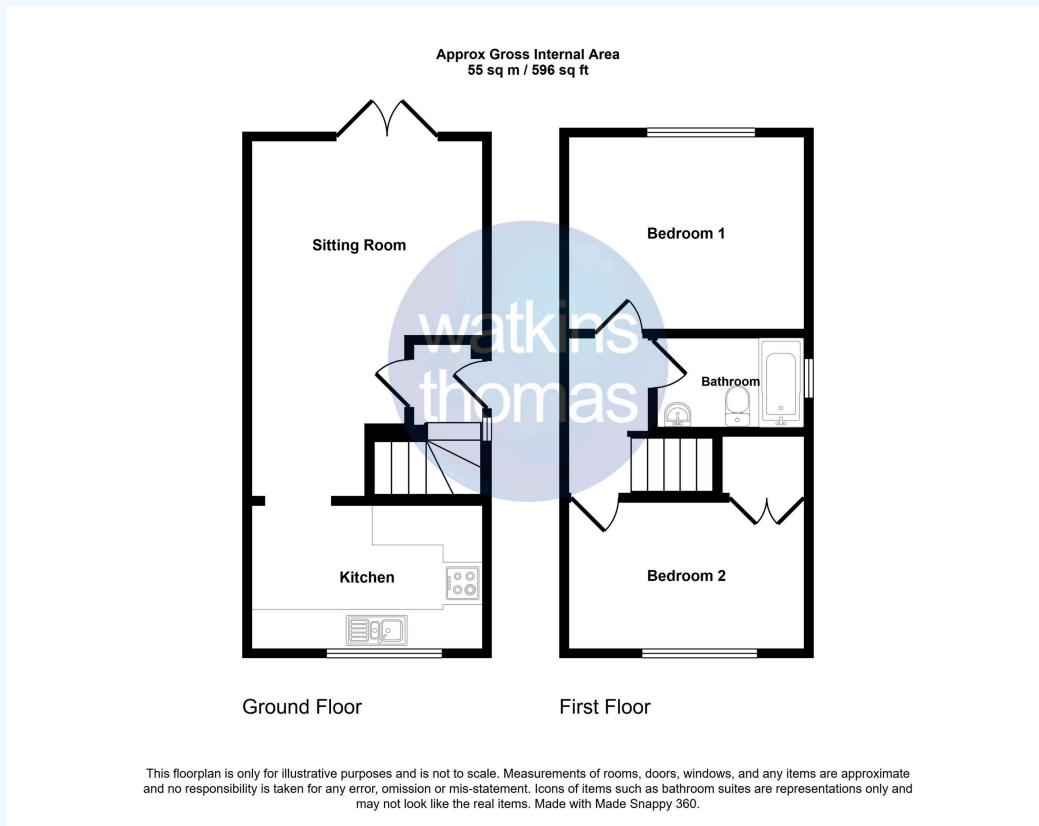 Approx Gross Internal Area
55 sq m / 596 sq ft
Sitting Room
Bedroom 1
watkins
thomas
Bathroom
Kitchen
Bedroom 2
Ground Floor
First Floor
This floorplan is only for illustrative purposes and is not to scale. Measurements of rooms, doors, windows, and any items are approximate
and no responsibility is taken for any error, omission or mis-statement. Icons of items such as bathroom suites are representations only and
may not look like the real items. Made with Made Snappy 360.